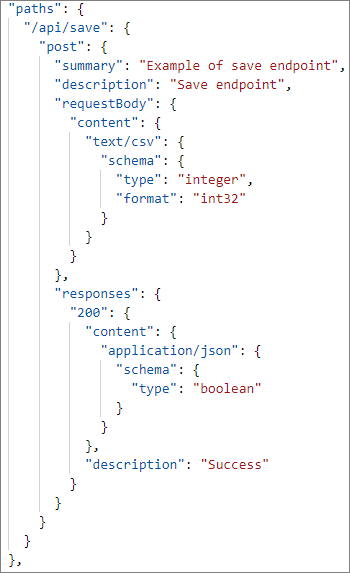 "paths": {
  "/api/save": {
    "post": {
      "summary": "Example of save endpoint",
      "description": "Save endpoint",
      "requestBody": {
        "content": {
          "text/csv": {
            "schema": {
              "type": "integer",
              "format": "int32"
            }
          }
        }
      },
      "responses": {
        "200": {
          "content": {
            "application/json": {
              "schema": {
                "type": "boolean"
              }
            }
          },
          "description": "Success"
        }
      }
    }
  }
},